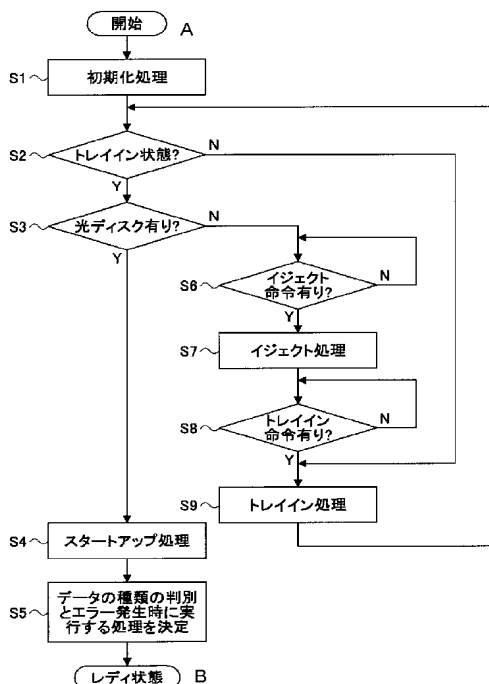 開始 A
S1 初期化処理
S2 トレイイン状態? N
Y
S3 光ディスク有り? N
Y
S6 イジェクト
命令有り? N
Y
S7 イジェクト処理
S8 トレイイン
命令有り? N
Y
S9 トレイイン処理
S4 スタートアップ処理
S5 データの種類の判別
とエラー発生時に実
行する処理を決定
レディ状態 B